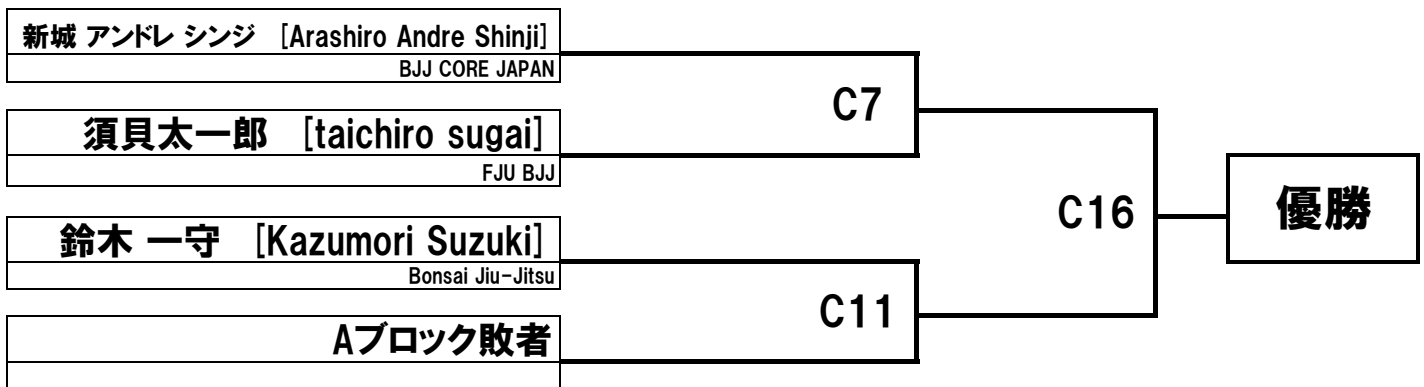 新城 アンドレ シンジ [Arashiro Andre Shinji]
BJJ CORE JAPAN
C7
須貝太一郎 [taichiro sugai]
FJU BJJ
C16
優勝
鈴木 一守 [Kazumori Suzuki]
Bonsai Jiu-Jitsu
C11
Aブロック敗者